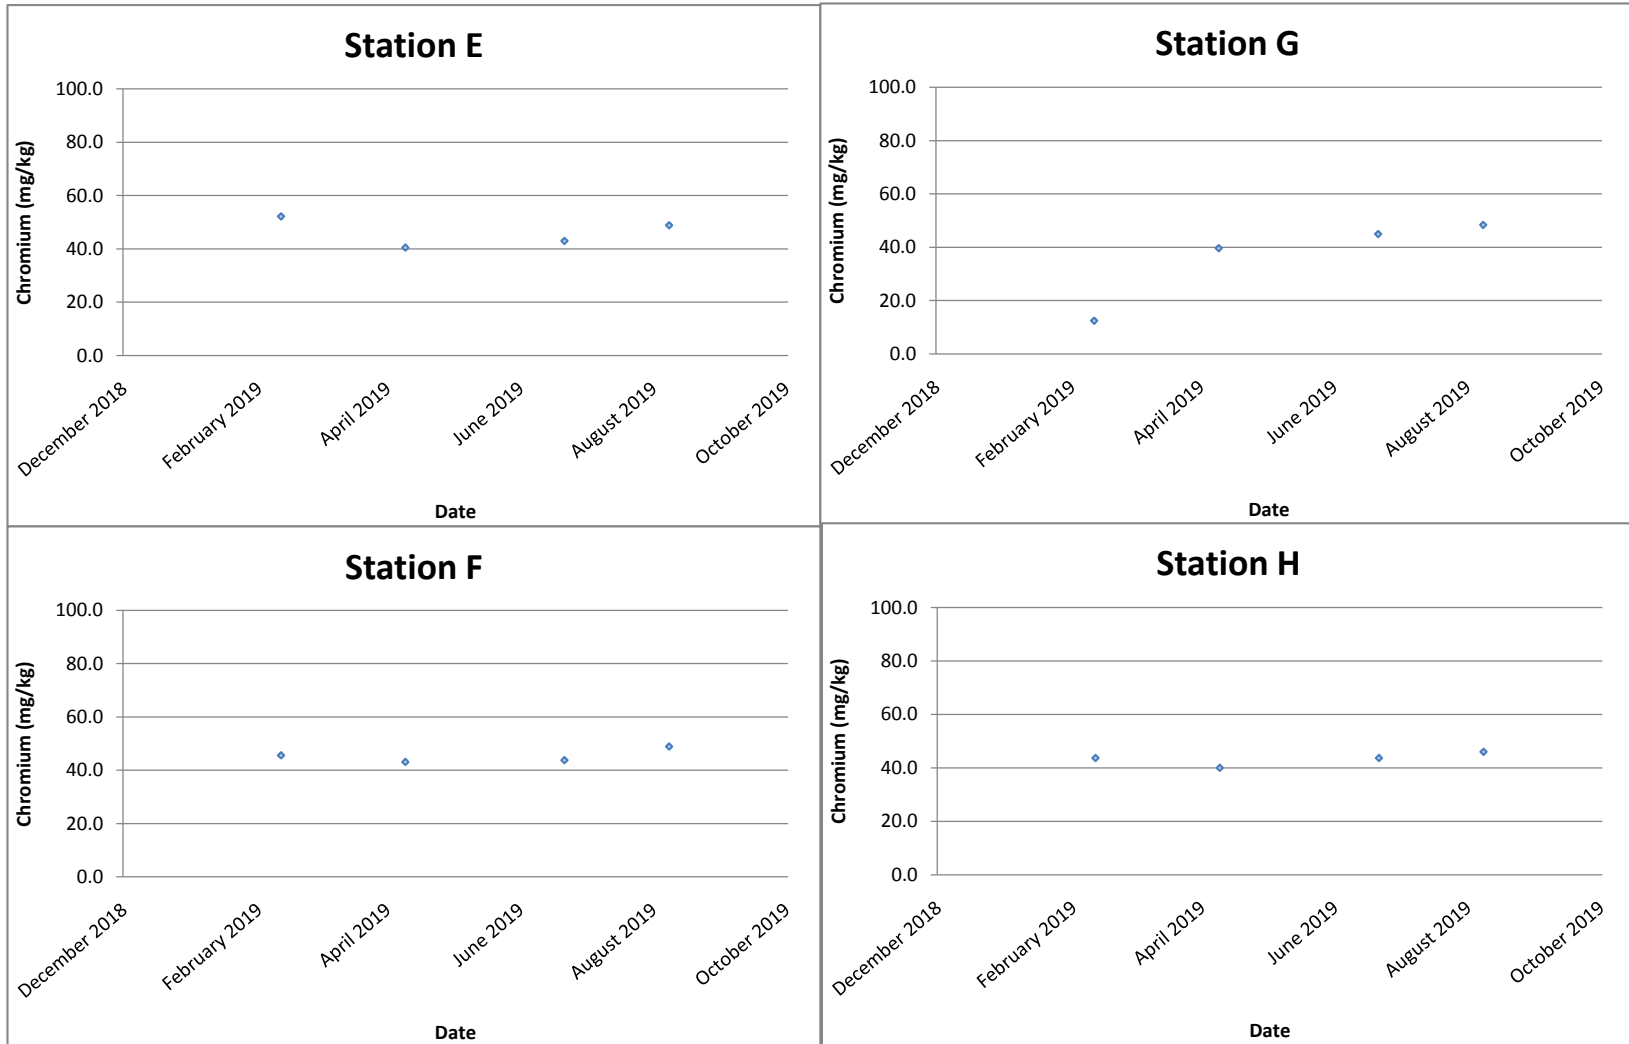 Station E
Chromium (mg/kg)
100.0
80.0
60.0
40.0
20.0
0.0
December 2018
February 2019
April 2019
June 2019
August 2019
October 2019
Date
Station G
Chromium (mg/kg)
100.0
80.0
60.0
40.0
20.0
0.0
December 2018
February 2019
April 2019
June 2019
August 2019
October 2019
Date
Station F
Chromium (mg/kg)
100.0
80.0
60.0
40.0
20.0
0.0
December 2018
February 2019
April 2019
June 2019
August 2019
October 2019
Date
Station H
Chromium (mg/kg)
100.0
80.0
60.0
40.0
20.0
0.0
December 2018
February 2019
April 2019
June 2019
August 2019
October 2019
Date